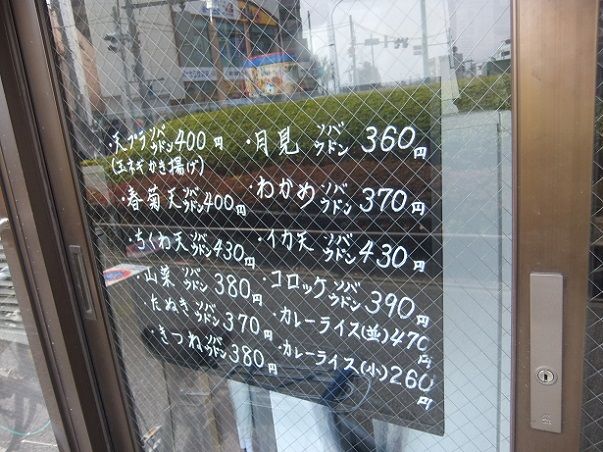 ・天プラ ソバ ウドン 400円
(玉ネギかき揚げ)
・春菊天 ソバ ウドン 400円
ちくわ天 ソバ ウドン 430円
・山菜 ソバ ウドン 380円
・たぬき ソバ ウドン 370円
・きつね ソバ ウドン 380円
・月見 ソバ ウドン 360円
・わかめ ソバ ウドン 370円
・イカ天 ソバ ウドン 430円
・コロッケ ソバ ウドン 390円
・カレーライス(並)470円
・カレーライス(小)260円